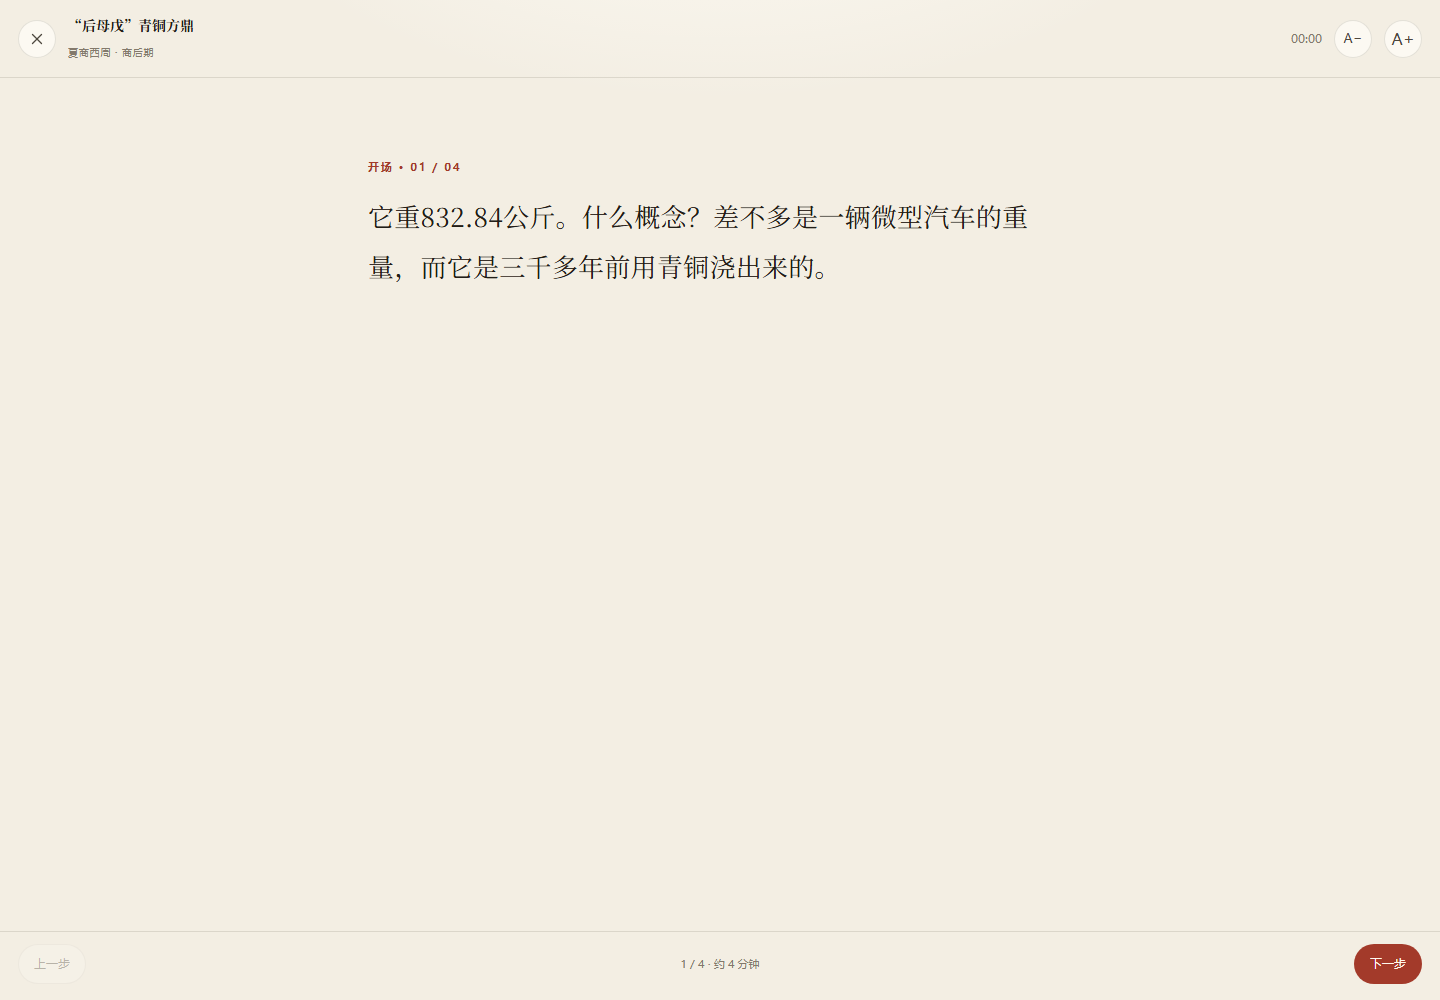 “后母戊”青铜方鼎
夏商西周 · 商后期
00:00
A−
A+
开场 • 01 / 04
它重832.84公斤。什么概念？差不多是一辆微型汽车的重
量，而它是三千多年前用青铜浇出来的。
上一步
1 / 4 · 约 4 分钟
下一步